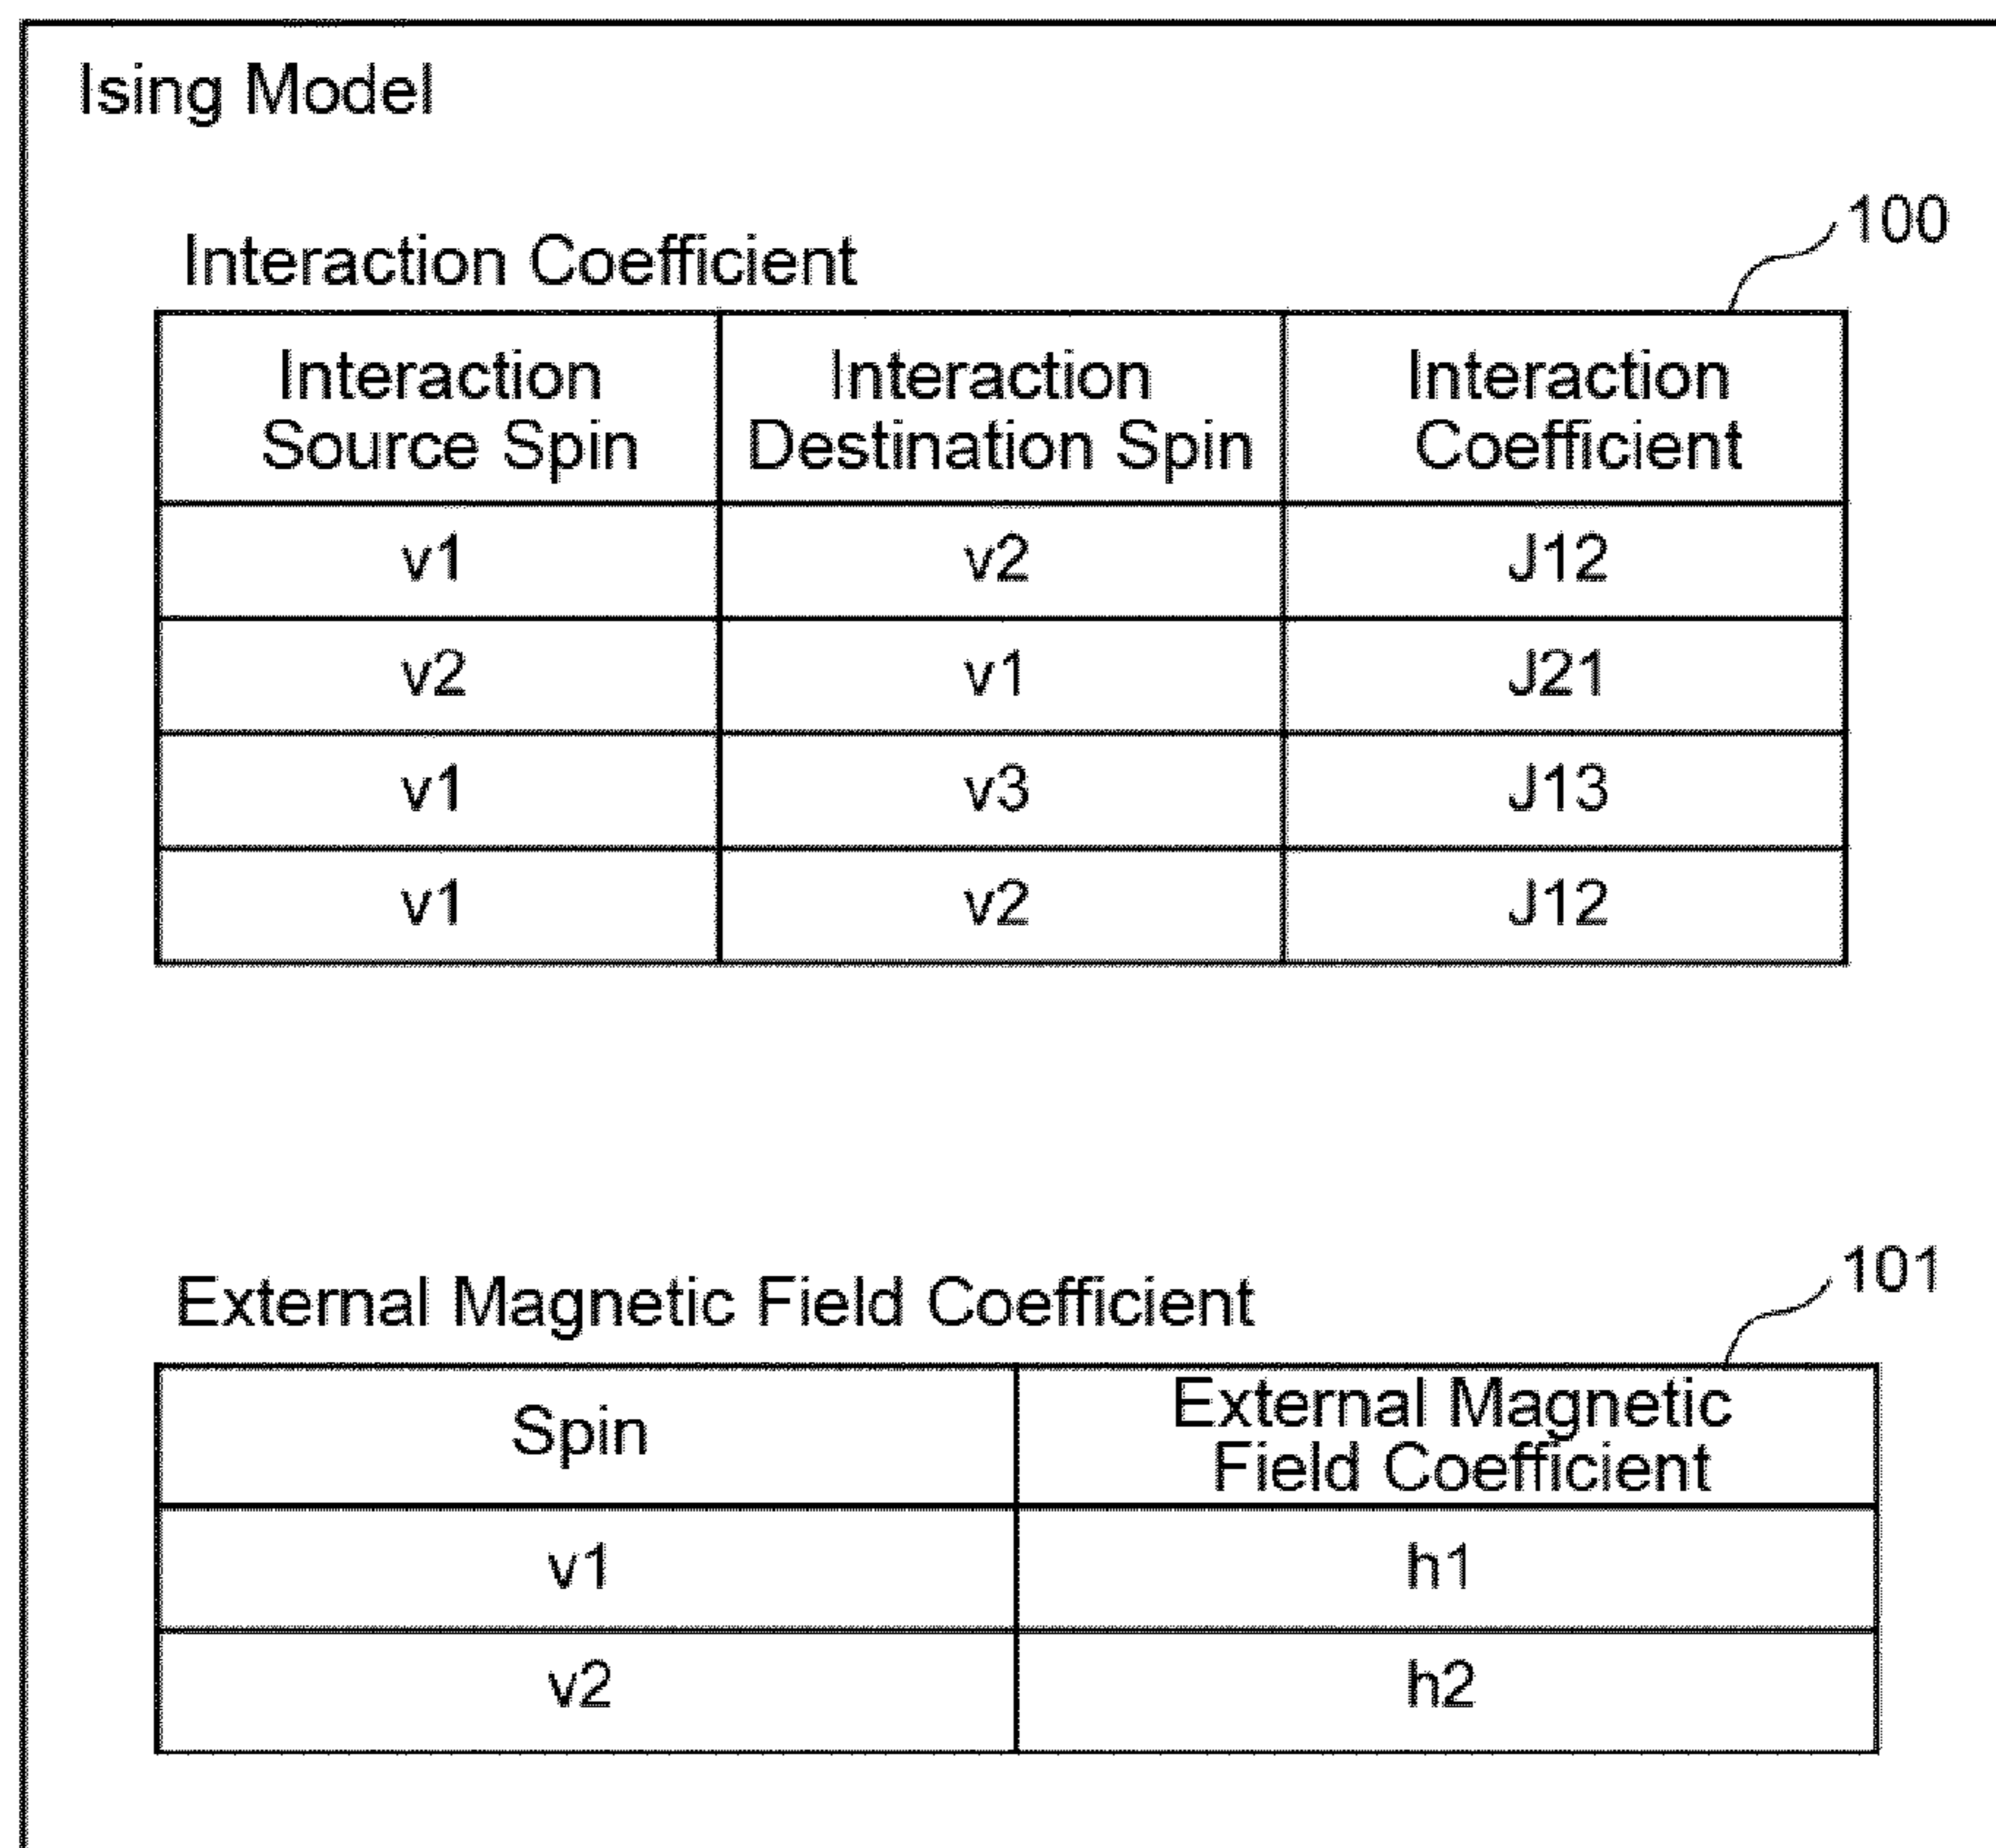 Ising Model
100
Interaction Coefficient
Interaction Source Spin Interaction Destination Spin Interaction Coefficient
v1 v2 J12
v2 v1 J21
v1 v3 J13
v1 v2 J12
101
External Magnetic Field Coefficient
Spin External Magnetic Field Coefficient
v1 h1
v2 h2